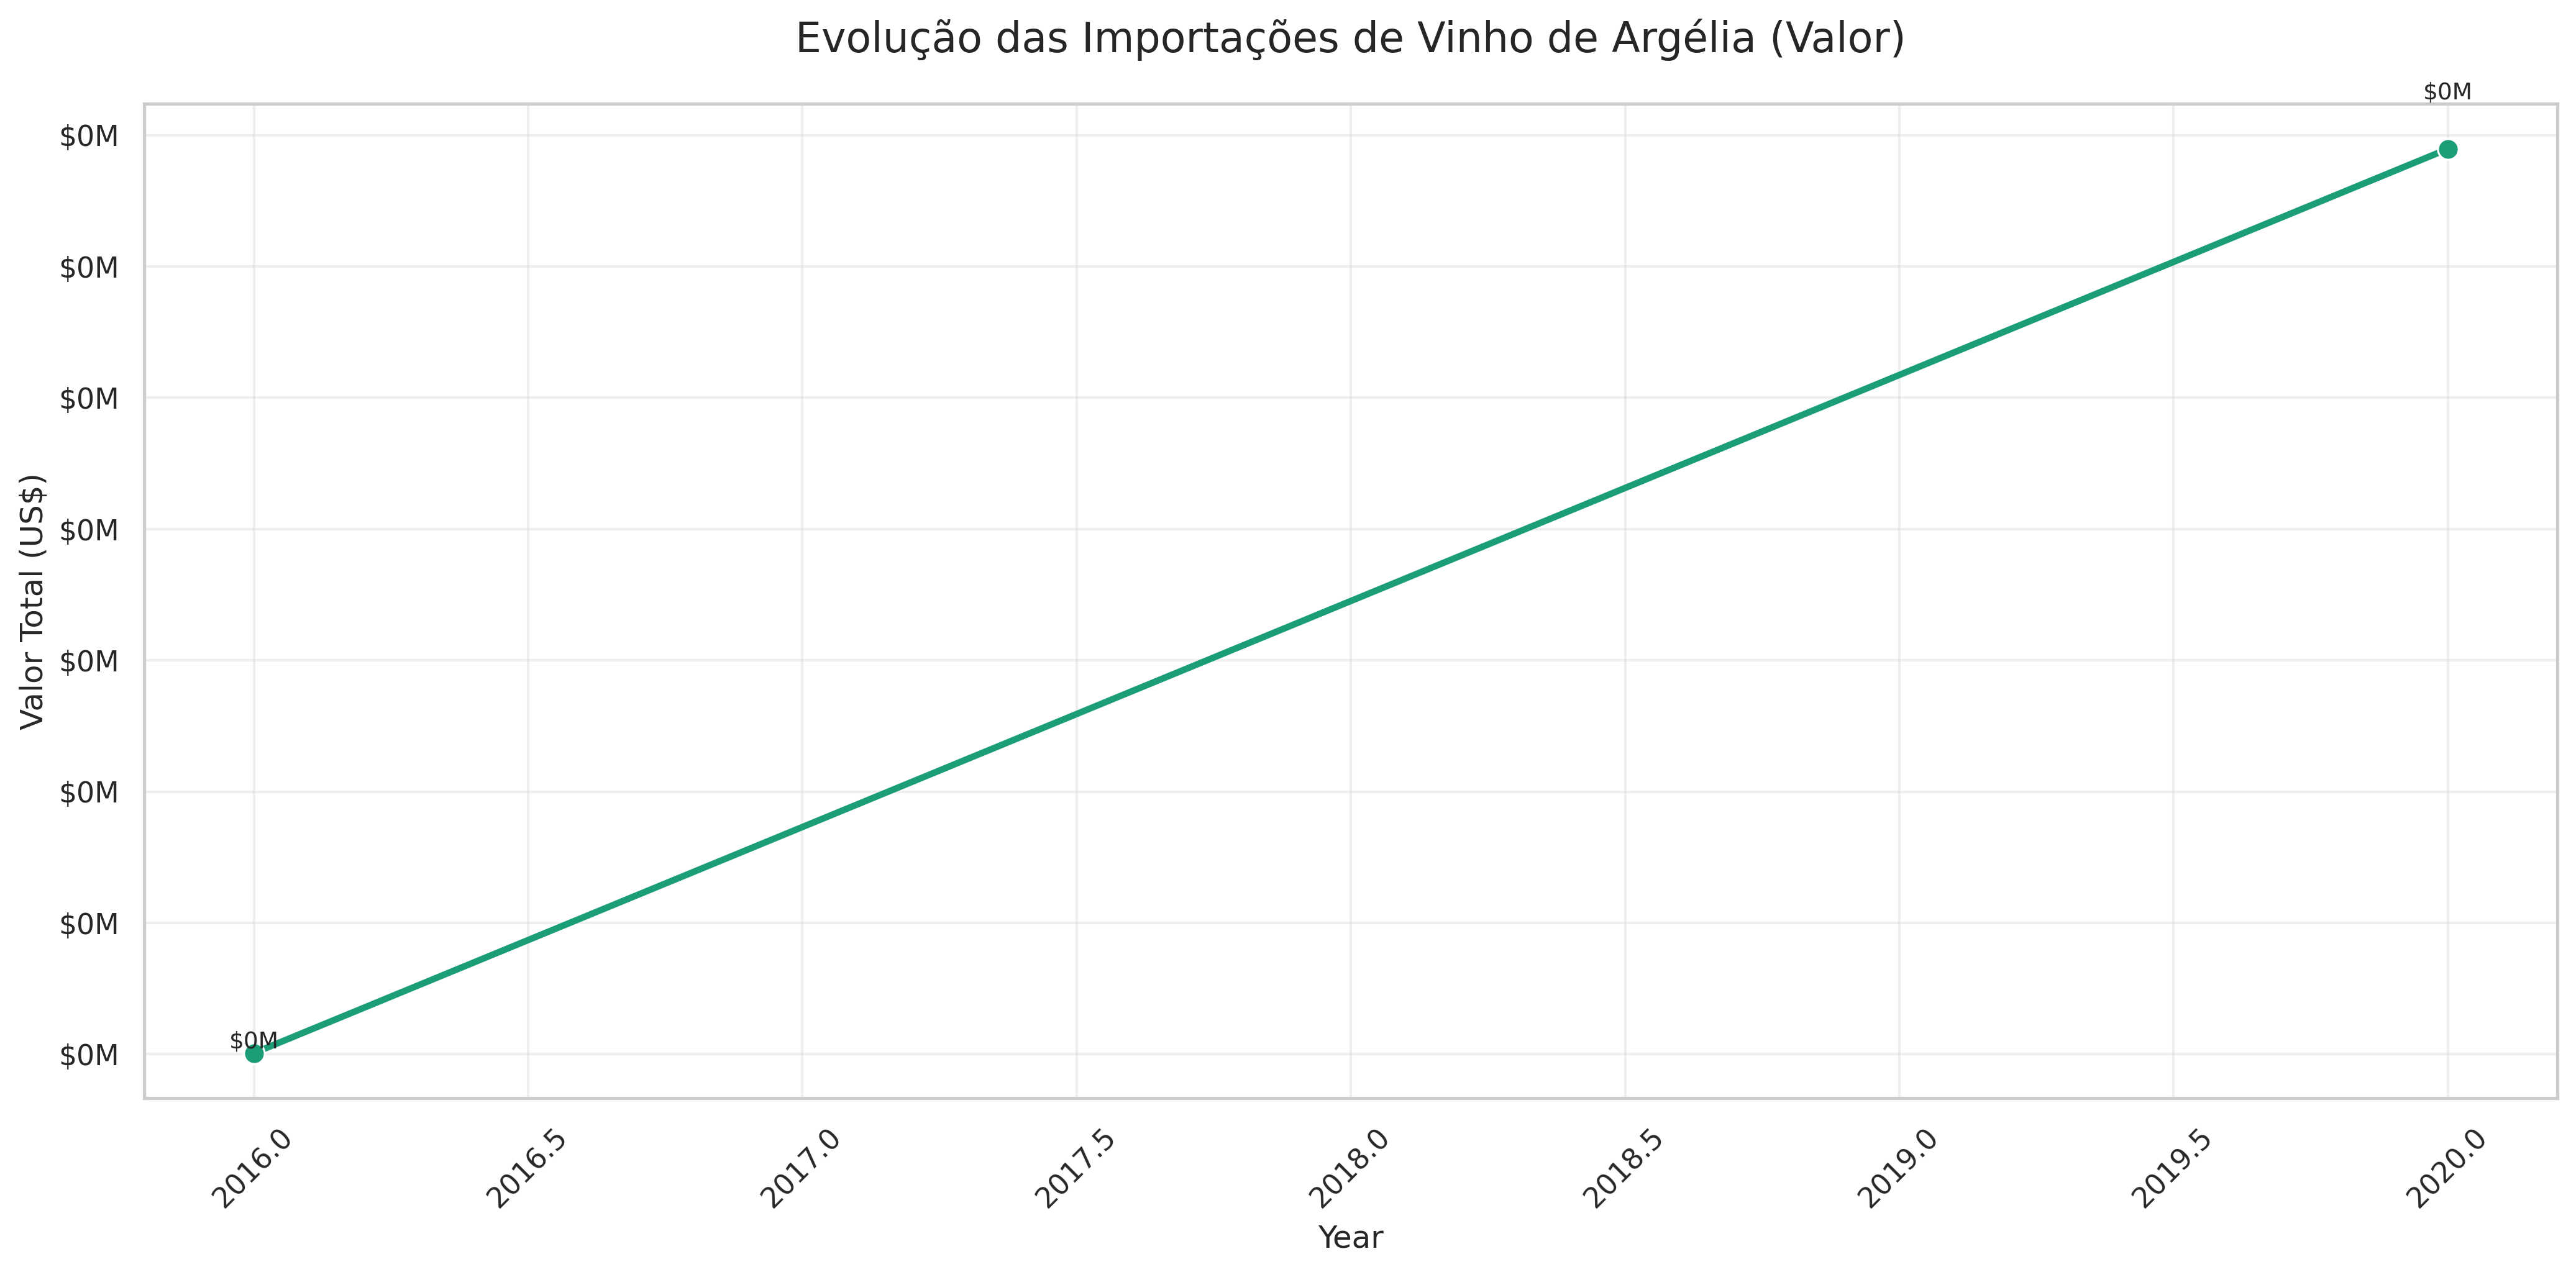 Evolução das Importações de Vinho de Argélia (Valor)
$0M
$0M
$0M
$0M
$0M
$0M
$0M
$0M
$0M
$0M
Valor Total (US$)
2016.0
2016.5
2017.0
2017.5
2018.0
2018.5
2019.0
2019.5
2020.0
Year